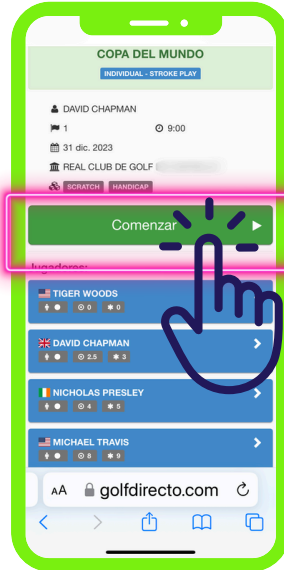 COPA DEL MUNDO
INDIVIDUAL - STROKE PLAY
DAVID CHAPMAN
1 9:00
31 dic. 2023
REAL CLUB DE GOLF
SCRATCH HANDICAP
Comenzar
Jugadores:
TIGER WOODS
0 0
DAVID CHAPMAN
2.5 3
NICHOLAS PRESLEY
4 5
MICHAEL TRAVIS
8 9
AA golfdirecto.com